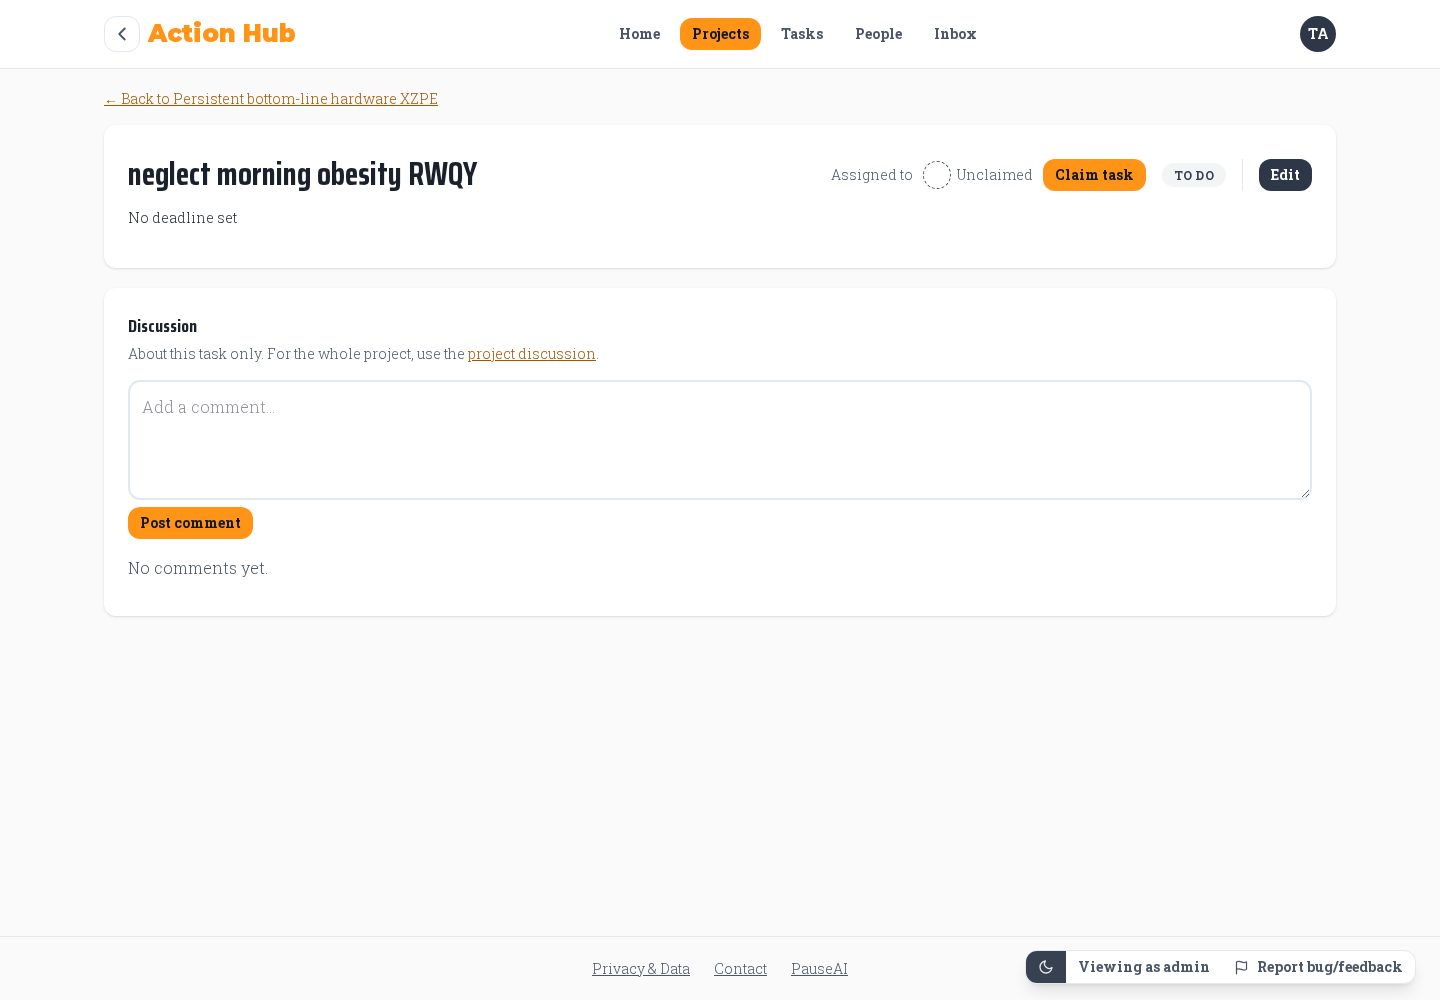 Action Hub
Home
Projects
Tasks
People
Inbox
TA
← Back to Persistent bottom-line hardware XZPE
neglect morning obesity RWQY
Assigned to
Unclaimed
Claim task
TO DO
Edit
No deadline set
Discussion
About this task only. For the whole project, use the project discussion.
Add a comment...
Post comment
No comments yet.
Privacy & Data
Contact
PauseAI
Viewing as admin
Report bug/feedback